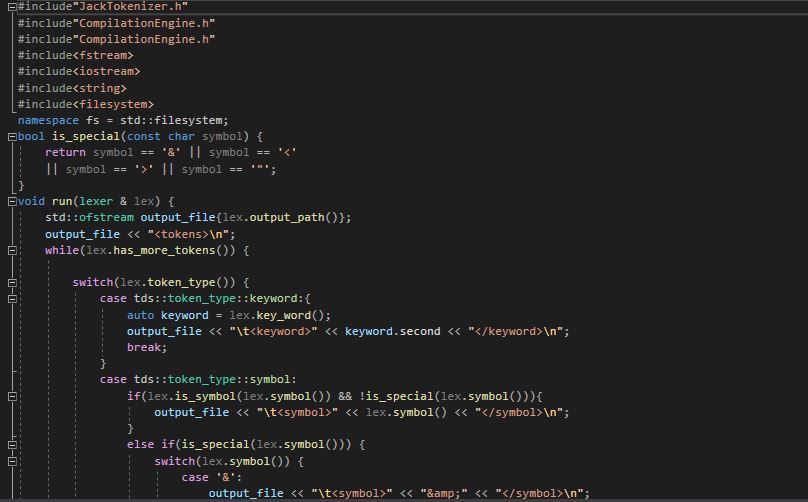 #include"JackTokenizer.h"
#include"CompilationEngine.h"
#include"CompilationEngine.h"
#include<fstream>
#include<iostream>
#include<string>
#include<filesystem>
namespace fs = std::filesystem;
bool is_special(const char symbol) {
    return symbol == '&' || symbol == '<'
    || symbol == '>' || symbol == '"';
}
void run(lexer & lex) {
    std::ofstream output_file{lex.output_path()};
    output_file << "<tokens>\n";
    while(lex.has_more_tokens()) {
        switch(lex.token_type()) {
            case tds::token_type::keyword:{
                auto keyword = lex.key_word();
                output_file << "\t<keyword>" << keyword.second << "</keyword>\n";
                break;
            }
            case tds::token_type::symbol:
                if(lex.is_symbol(lex.symbol()) && !is_special(lex.symbol())){
                    output_file << "\t<symbol>" << lex.symbol() << "</symbol>\n";
                }
                else if(is_special(lex.symbol())) {
                    switch(lex.symbol()) {
                        case '&':
                            output_file << "\t<symbol>" << "&amp;" << "</symbol>\n";